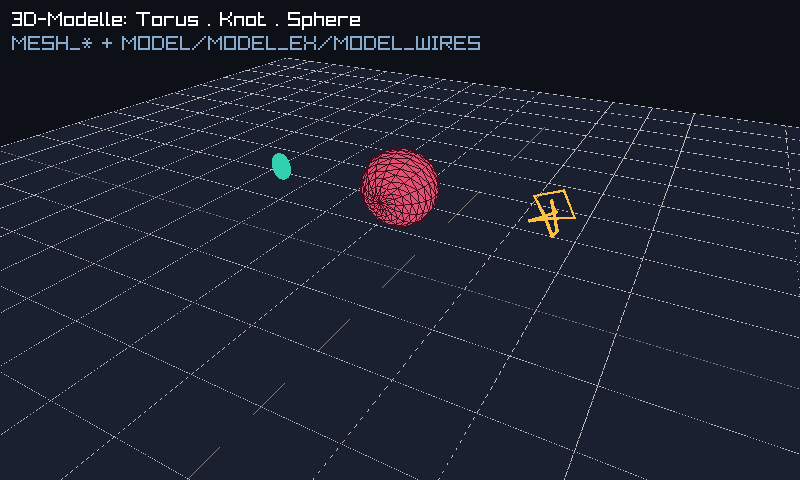 3D-Modelle: Torus . Knot . Sphere
MESH_* + MODEL/MODEL_EX/MODEL_WIRES